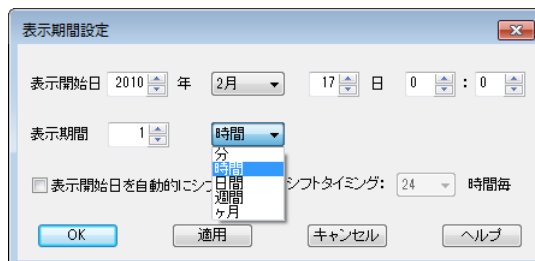 表示期間設定
表示開始日 2010 年 2月 17 日 0 : 0
表示期間 1 時間
分
時間
日間
週間
ヶ月
表示開始日を自動的にシフ シフトタイミング: 24 時間毎
OK 適用 キャンセル ヘルプ